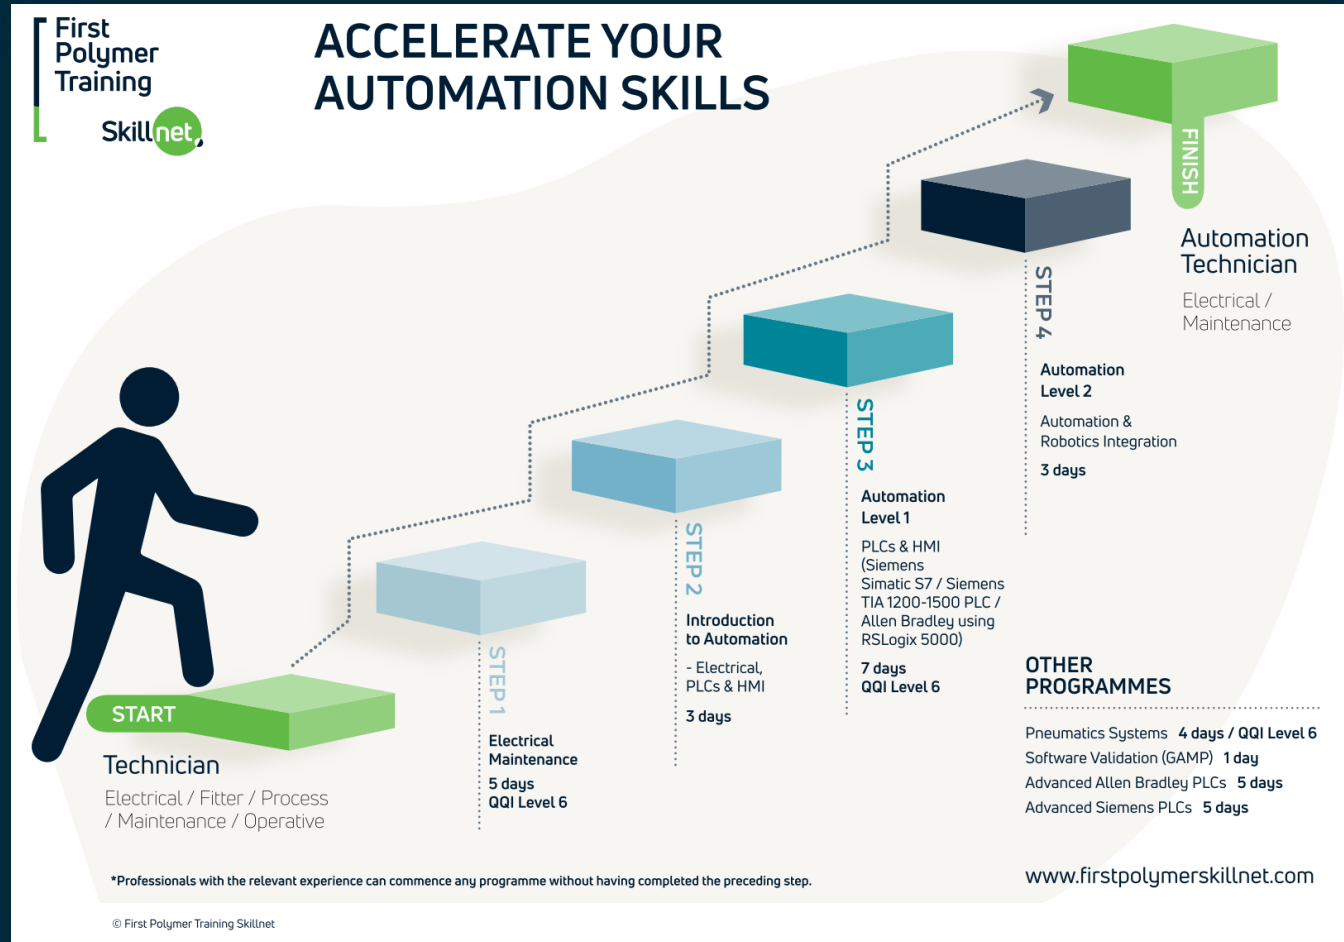 First
Polymer
Training
Skillnet
ACCELERATE YOUR
AUTOMATION SKILLS
START
Technician
Electrical / Fitter / Process
/ Maintenance / Operative
STEP 1
Electrical
Maintenance
5 days
QQI Level 6
STEP 2
Introduction
to Automation
- Electrical,
PLCs & HMI
3 days
STEP 3
Automation
Level 1
PLCs & HMI
(Siemens
Simatic S7 / Siemens
TIA 1200-1500 PLC /
Allen Bradley using
RSLogix 5000)
7 days
QQI Level 6
STEP 4
Automation
Level 2
Automation &
Robotics Integration
3 days
FINISH
Automation
Technician
Electrical /
Maintenance
OTHER
PROGRAMMES
Pneumatics Systems 4 days / QQI Level 6
Software Validation (GAMP) 1 day
Advanced Allen Bradley PLCs 5 days
Advanced Siemens PLCs 5 days
*Professionals with the relevant experience can commence any programme without having completed the preceding step.
www.firstpolymerskillnet.com
© First Polymer Training Skillnet